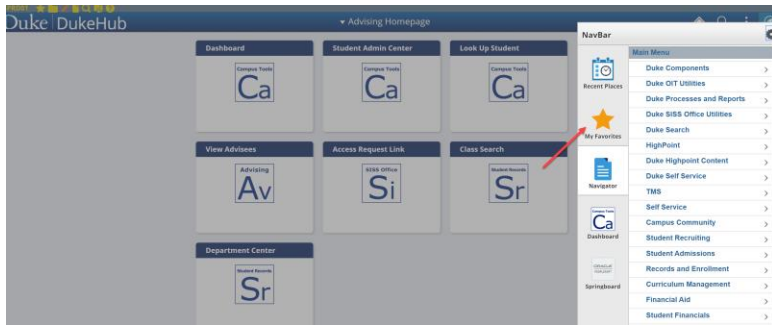 Duke DukeHub
Advising Homepage
Dashboard
Campus Tools
Ca
Student Admin Center
Campus Tools
Ca
Look Up Student
Campus Tools
Ca
View Advisees
Advising
Av
Access Request Link
SISS Office
Si
Class Search
Student Records
Sr
Department Center
Student Records
Sr
NavBar
Recent Places
My Favorites
Navigator
Campus Tools
Ca
Dashboard
Springboard
Main Menu
Duke Components
Duke OIT Utilities
Duke Processes and Reports
Duke SISS Office Utilities
Duke Search
HighPoint
Duke Highpoint Content
Duke Self Service
TMS
Self Service
Campus Community
Student Recruiting
Student Admissions
Records and Enrollment
Curriculum Management
Financial Aid
Student Financials